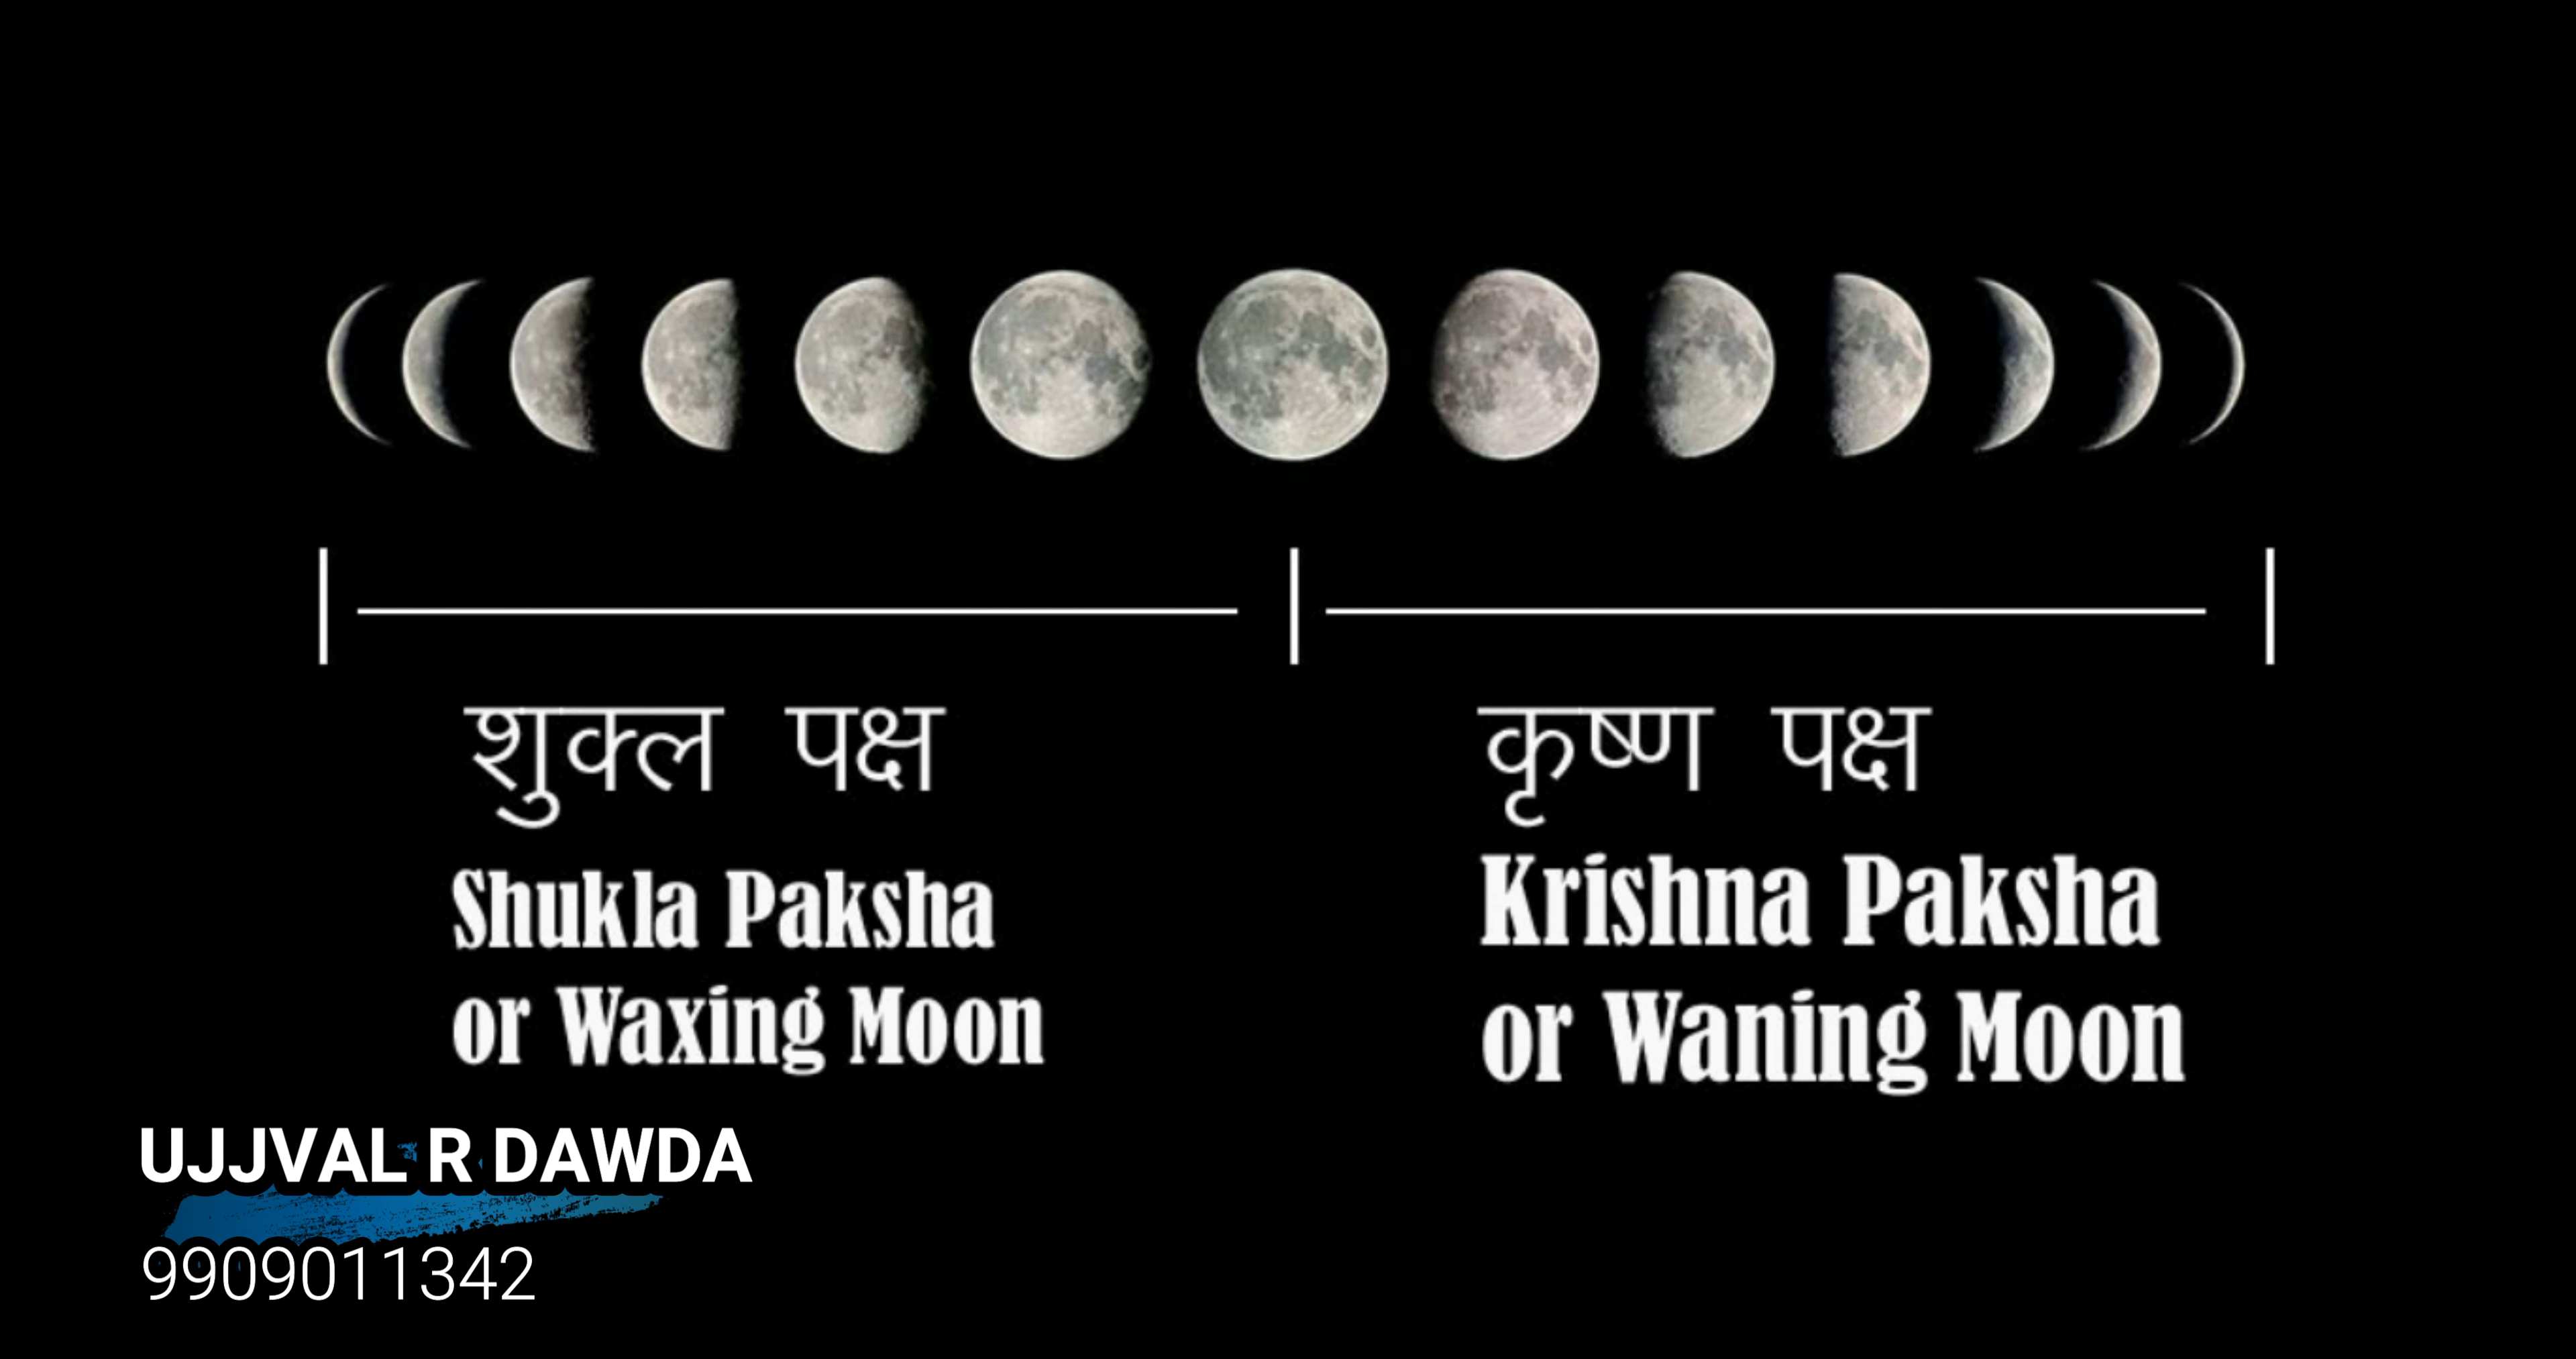 शुक्ल पक्ष
Shukla Paksha
or Waxing Moon
कृष्ण पक्ष
Krishna Paksha
or Waning Moon
UJJVAL R DAWDA
9909011342